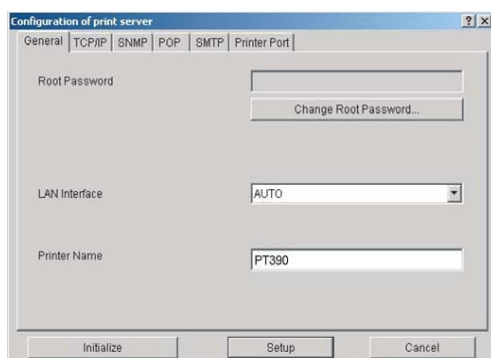 Configuration of print server
General TCP/IP SNMP POP SMTP Printer Port
Root Password
Change Root Password...
LAN Interface AUTO
Printer Name PT390
Initialize Setup Cancel